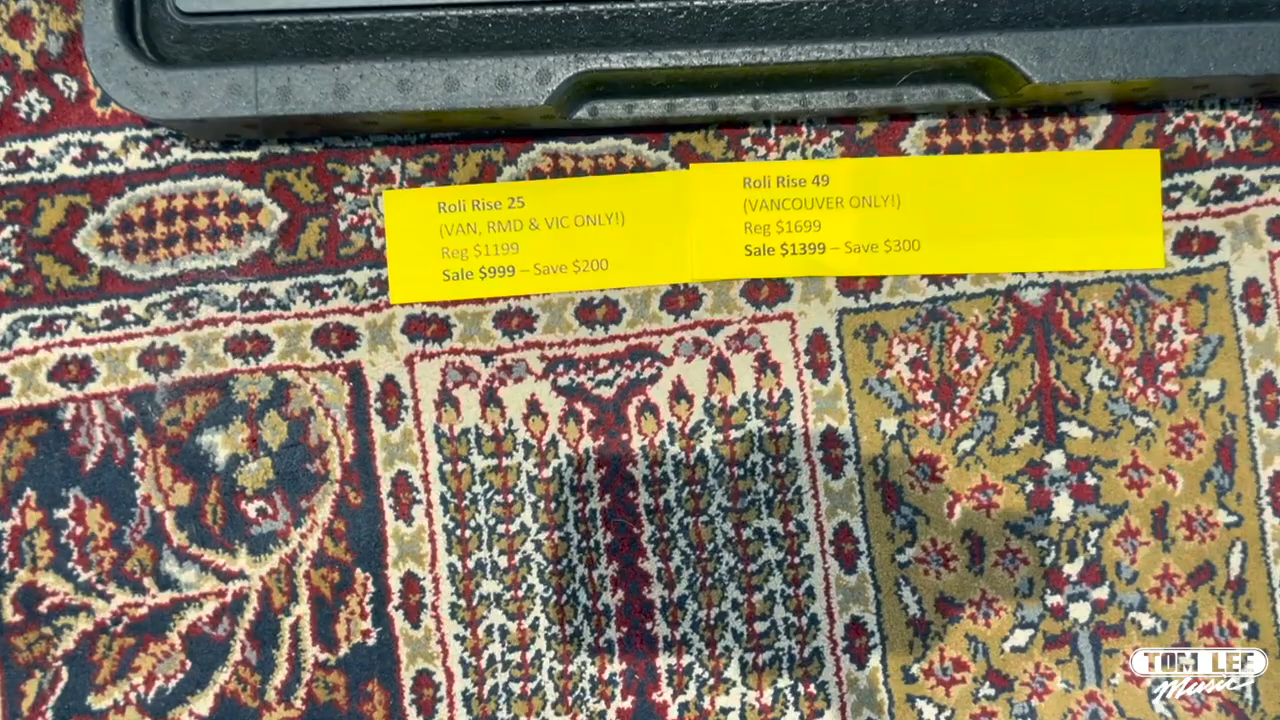 Roli Rise 25
(VAN, RMD & VIC ONLY!)
Reg $1199
Sale $999 – Save $200
Roli Rise 49
(VANCOUVER ONLY!)
Reg $1699
Sale $1399 – Save $300
TOM LEE
Music